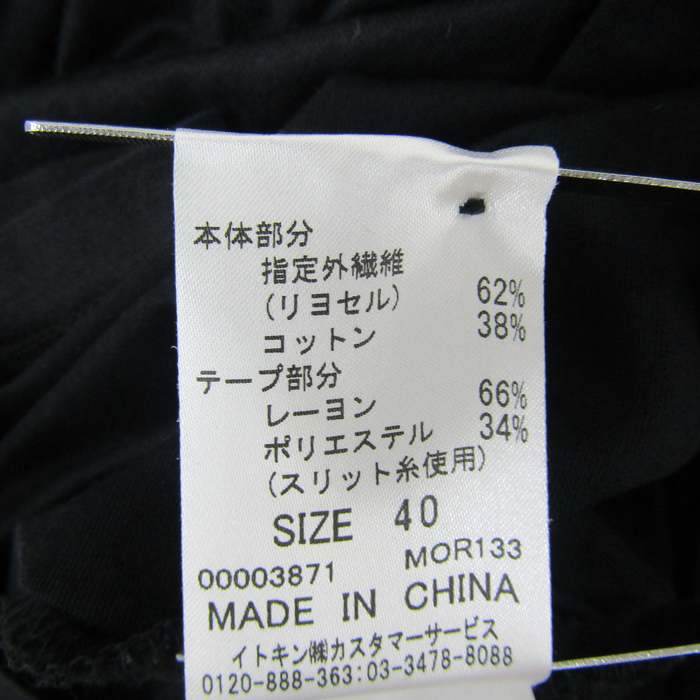 本体部分
指定外繊維
(リヨセル) 62%
コットン 38%
テープ部分
レーヨン 66%
ポリエステル 34%
(スリット糸使用)
SIZE 40
00003871 MOR133
MADE IN CHINA
イトキン㈱カスタマーサービス
0120-888-363:03-3478-8088